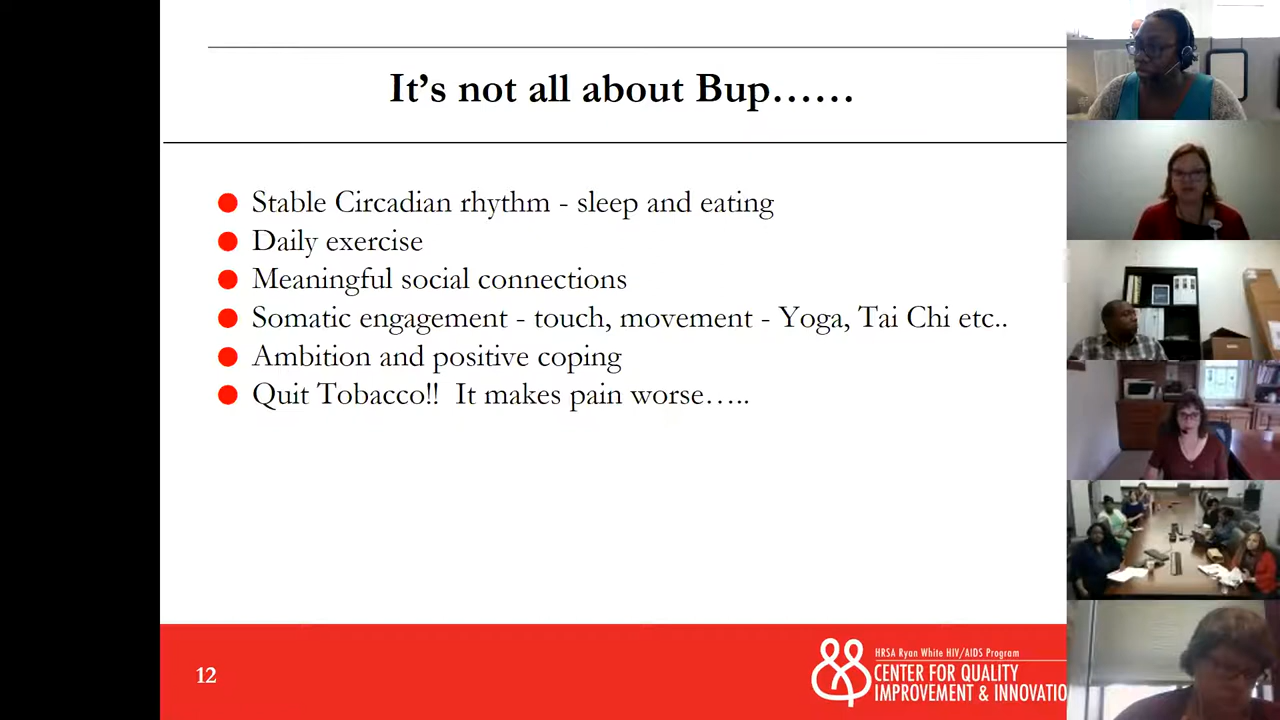 It's not all about Bup……
Stable Circadian rhythm - sleep and eating
Daily exercise
Meaningful social connections
Somatic engagement - touch, movement - Yoga, Tai Chi etc..
Ambition and positive coping
Quit Tobacco!! It makes pain worse…..
12
HRSA Ryan White HIV/AIDS Program
CENTER FOR QUALITY
IMPROVEMENT & INNOVATIO